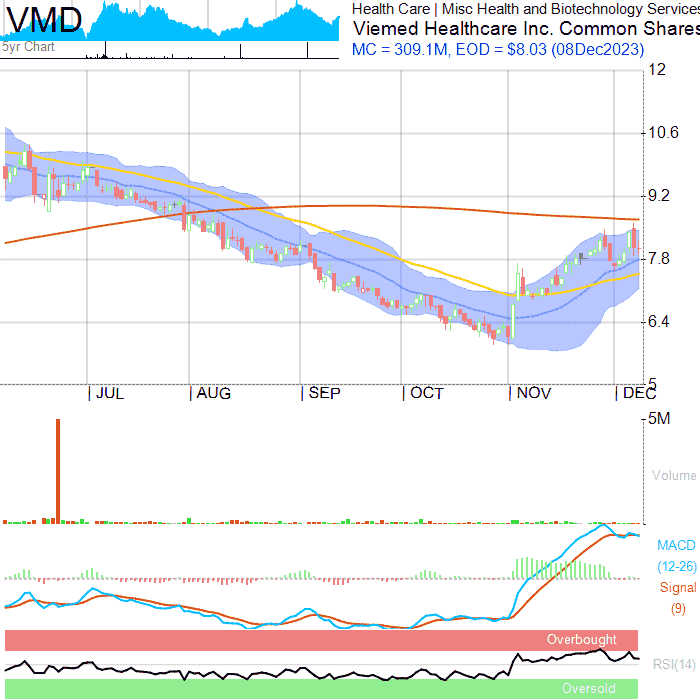 VMD
5yr Chart
Health Care | Misc Health and Biotechnology Services
Viemed Healthcare Inc. Common Shares
MC = 309.1M, EOD = $8.03 (08Dec2023)
12
10.6
9.2
7.8
6.4
5
JUL
AUG
SEP
OCT
NOV
DEC
5M
Volume
MACD
(12-26)
Signal
(9)
Overbought
RSI(14)
Oversold